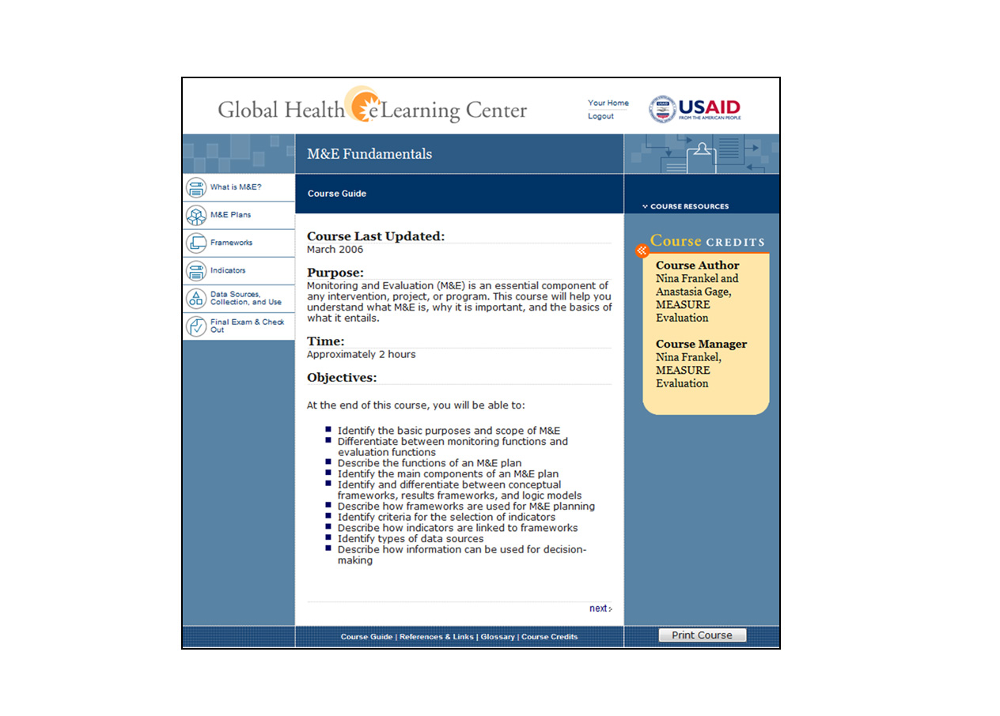 Global Health eLearning Center
Your Home
Logout
USAID
FROM THE AMERICAN PEOPLE
M&E Fundamentals
What is M&E?
M&E Plans
Frameworks
Indicators
Data Sources,
Collection, and Use
Final Exam & Check
Out
Course Guide
Course Last Updated:
March 2006
Purpose:
Monitoring and Evaluation (M&E) is an essential component of
any intervention, project, or program. This course will help you
understand what M&E is, why it is important, and the basics of
what it entails.
Time:
Approximately 2 hours
Objectives:
At the end of this course, you will be able to:
Identify the basic purposes and scope of M&E
Differentiate between monitoring functions and
evaluation functions
Describe the functions of an M&E plan
Identify the main components of an M&E plan
Identify and differentiate between conceptual
frameworks, results frameworks, and logic models
Describe how frameworks are used for M&E planning
Identify criteria for the selection of indicators
Describe how indicators are linked to frameworks
Identify types of data sources
Describe how information can be used for decision-
making
next
COURSE RESOURCES
Course CREDITS
Course Author
Nina Frankel and
Anastasia Gage,
MEASURE
Evaluation
Course Manager
Nina Frankel,
MEASURE
Evaluation
Course Guide | References & Links | Glossary | Course Credits
Print Course